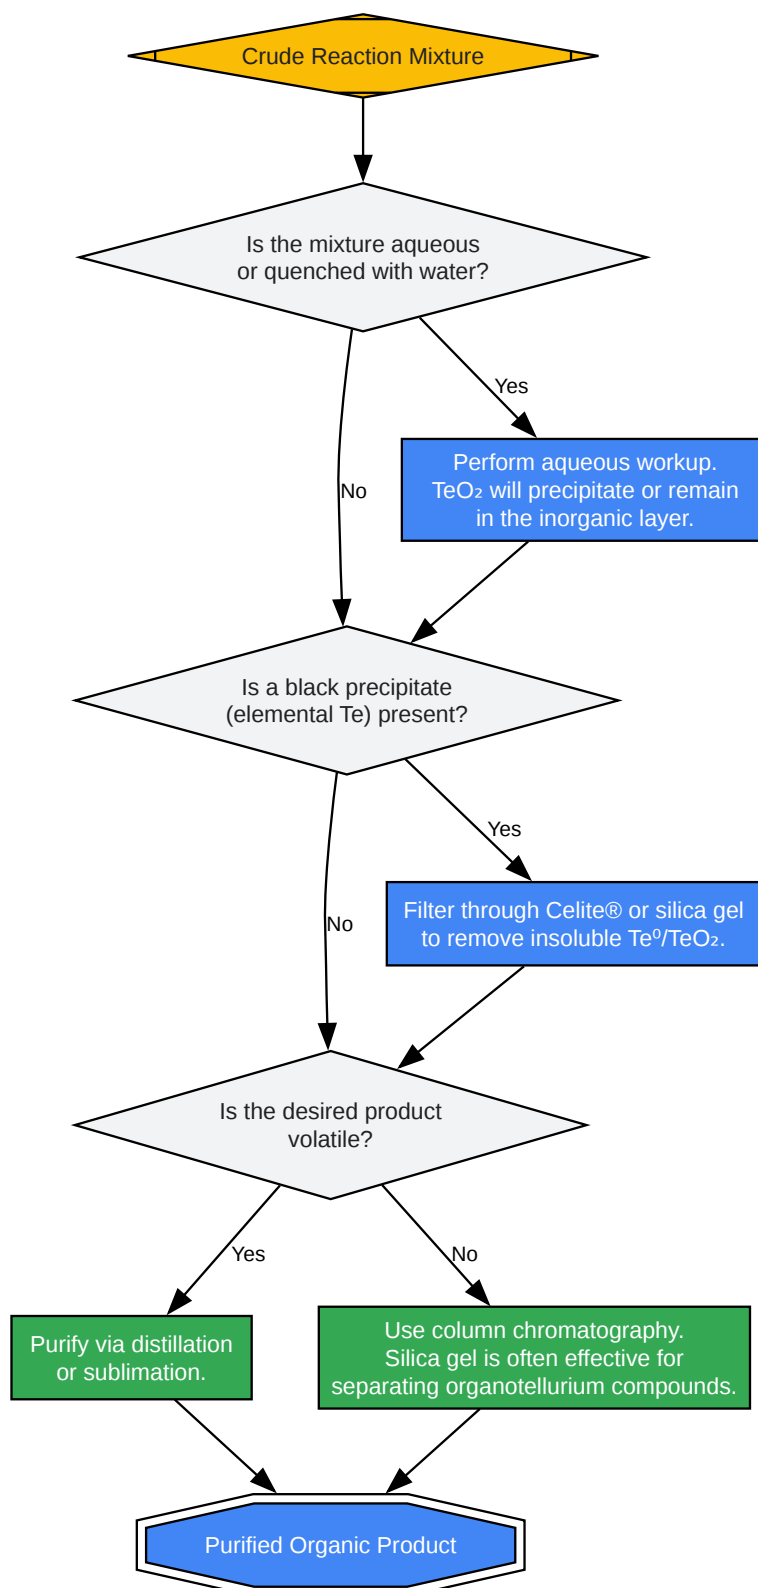 Crude Reaction Mixture
Is the mixture aqueous
or quenched with water?
Yes
Perform aqueous workup.
TeO₂ will precipitate or remain
in the inorganic layer.
No
Is a black precipitate
(elemental Te) present?
Yes
Filter through Celite® or silica gel
to remove insoluble Te⁰/TeO₂.
No
Is the desired product
volatile?
Yes
No
Purify via distillation
or sublimation.
Use column chromatography.
Silica gel is often effective for
separating organotellurium compounds.
Purified Organic Product